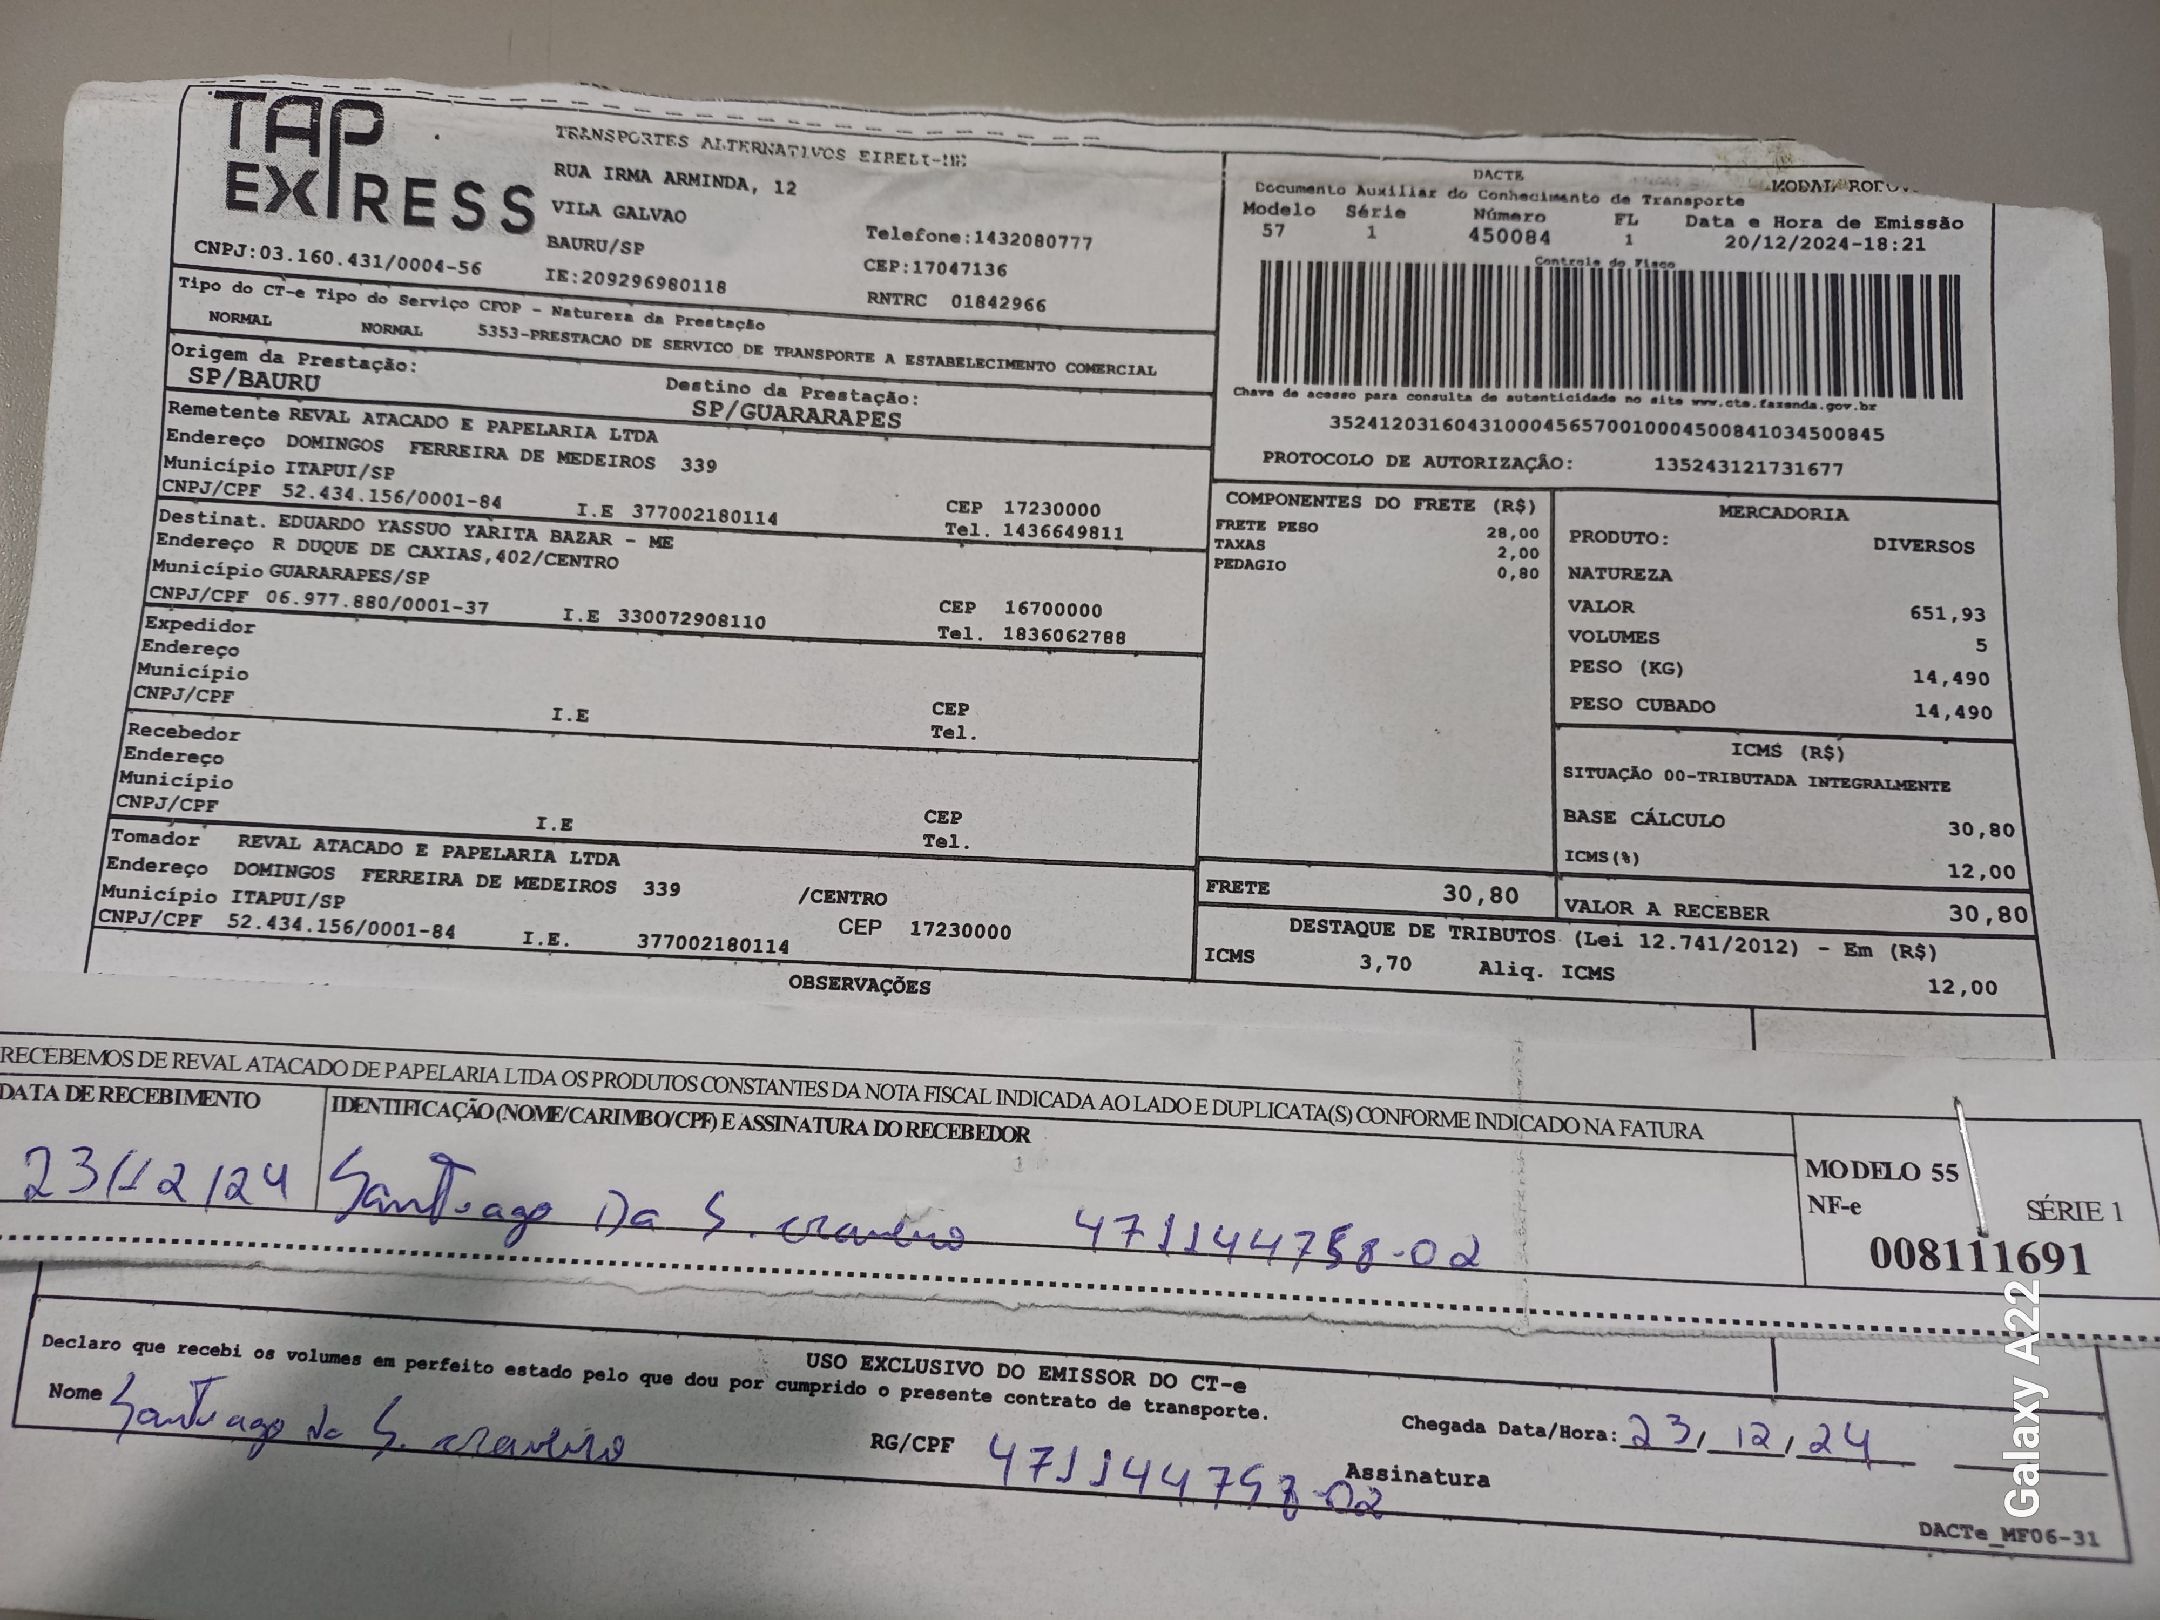 TAP EXPRESS
TRANSPORTES ALTERNATIVOS EIRELI-ME
RUA IRMA ARMINDA, 12
VILA GALVAO
BAURU/SP
Telefone:1432080777
CNPJ:03.160.431/0004-56
IE:209296980118
CEP:17047136
RNTRC 01842966
DACTE
Documento Auxiliar do Conhecimento de Transporte
Modelo Série Número FL Data e Hora de Emissão
57 1 450084 1 20/12/2024-18:21
Controle do Fisco
Chave de acesso para consulta de autenticidade no site www.cte.fazenda.gov.br
35241203160431000456570010004500841034500845
PROTOCOLO DE AUTORIZAÇÃO: 135243121731677
Tipo do CT-e Tipo do Serviço CFOP - Natureza da Prestação
NORMAL NORMAL 5353-PRESTACAO DE SERVICO DE TRANSPORTE A ESTABELECIMENTO COMERCIAL
Origem da Prestação: Destino da Prestação:
SP/BAURU SP/GUARARAPES
Remetente REVAL ATACADO E PAPELARIA LTDA
Endereço DOMINGOS FERREIRA DE MEDEIROS 339
Município ITAPUI/SP CEP 17230000
CNPJ/CPF 52.434.156/0001-84 I.E 377002180114 Tel. 1436649811
Destinat. EDUARDO YASSUO YARITA BAZAR - ME
Endereço R DUQUE DE CAXIAS,402/CENTRO
Município GUARARAPES/SP CEP 16700000
CNPJ/CPF 06.977.880/0001-37 I.E 330072908110 Tel. 1836062788
Expedidor
Endereço
Município CEP
CNPJ/CPF I.E Tel.
Recebedor
Endereço
Município CEP
CNPJ/CPF I.E Tel.
Tomador REVAL ATACADO E PAPELARIA LTDA
Endereço DOMINGOS FERREIRA DE MEDEIROS 339 /CENTRO
Município ITAPUI/SP CEP 17230000
CNPJ/CPF 52.434.156/0001-84 I.E. 377002180114
COMPONENTES DO FRETE (R$)
FRETE PESO 28,00
TAXAS 2,00
PEDAGIO 0,80
FRETE 30,80
MERCADORIA
PRODUTO: DIVERSOS
NATUREZA
VALOR 651,93
VOLUMES 5
PESO (KG) 14,490
PESO CUBADO 14,490
ICMS (R$)
SITUAÇÃO 00-TRIBUTADA INTEGRALMENTE
BASE CÁLCULO 30,80
ICMS(%) 12,00
VALOR A RECEBER 30,80
DESTAQUE DE TRIBUTOS (Lei 12.741/2012) - Em (R$)
ICMS 3,70 Aliq. ICMS 12,00
OBSERVAÇÕES
RECEBEMOS DE REVAL ATACADO DE PAPELARIA LTDA OS PRODUTOS CONSTANTES DA NOTA FISCAL INDICADA AO LADO E DUPLICATA(S) CONFORME INDICADO NA FATURA
DATA DE RECEBIMENTO IDENTIFICAÇÃO (NOME/CARIMBO/CPF) E ASSINATURA DO RECEBEDOR
23/12/24 Santiago Da S. 471144758-02
MODELO 55
NF-e SÉRIE 1
008111691
USO EXCLUSIVO DO EMISSOR DO CT-e
Declaro que recebi os volumes em perfeito estado pelo que dou por cumprido o presente contrato de transporte.
Nome Santiago da S. Chegada Data/Hora: 23, 12, 24
RG/CPF 471144758-02 Assinatura
DACTe_MF06-31
Galaxy A22